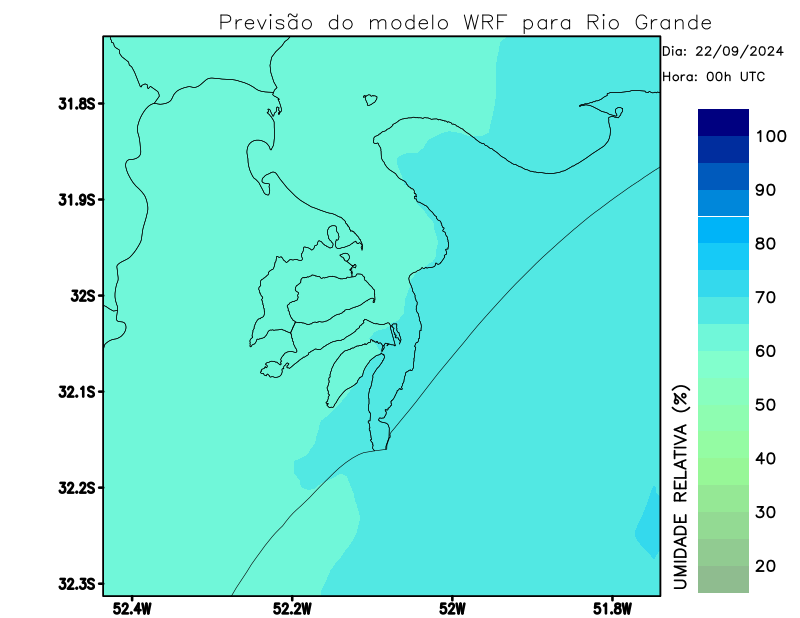 Previsão do modelo WRF para Rio Grande
Dia: 22/09/2024
Hora: 00h UTC
31.8S
31.9S
32S
32.1S
32.2S
32.3S
52.4W
52.2W
52W
51.8W
UMIDADE RELATIVA (%)
100
90
80
70
60
50
40
30
20